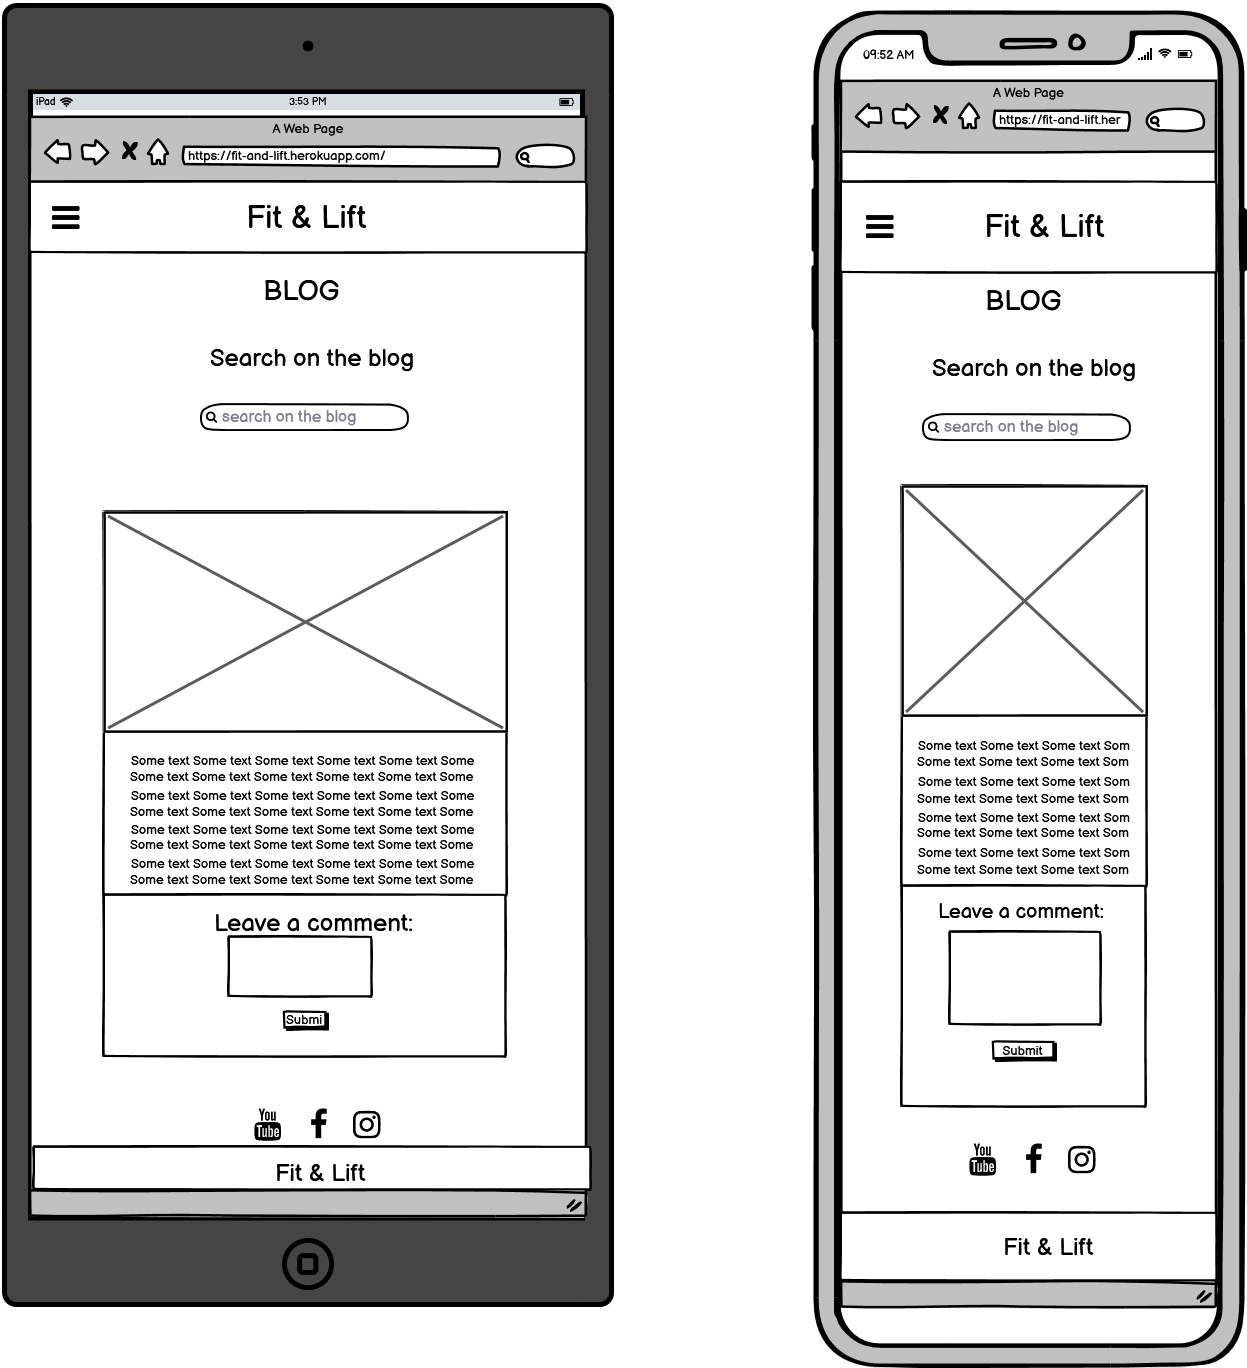 iPad 3:53 PM
A Web Page
https://fit-and-lift.herokuapp.com/
Fit & Lift
BLOG
Search on the blog
search on the blog
Some text Some text Some text Some text Some text Some
Some text Some text Some text Some text Some text Some
Some text Some text Some text Some text Some text Some
Some text Some text Some text Some text Some text Some
Some text Some text Some text Some text Some text Some
Some text Some text Some text Some text Some text Some
Some text Some text Some text Some text Some text Some
Some text Some text Some text Some text Some text Some
Leave a comment:
Submi
You
Tube
Fit & Lift
09:52 AM
A Web Page
https://fit-and-lift.her
Fit & Lift
BLOG
Search on the blog
search on the blog
Some text Some text Some text Som
Some text Some text Some text Som
Some text Some text Some text Som
Some text Some text Some text Som
Some text Some text Some text Som
Some text Some text Some text Som
Some text Some text Some text Som
Some text Some text Some text Som
Leave a comment:
Submit
You
Tube
Fit & Lift